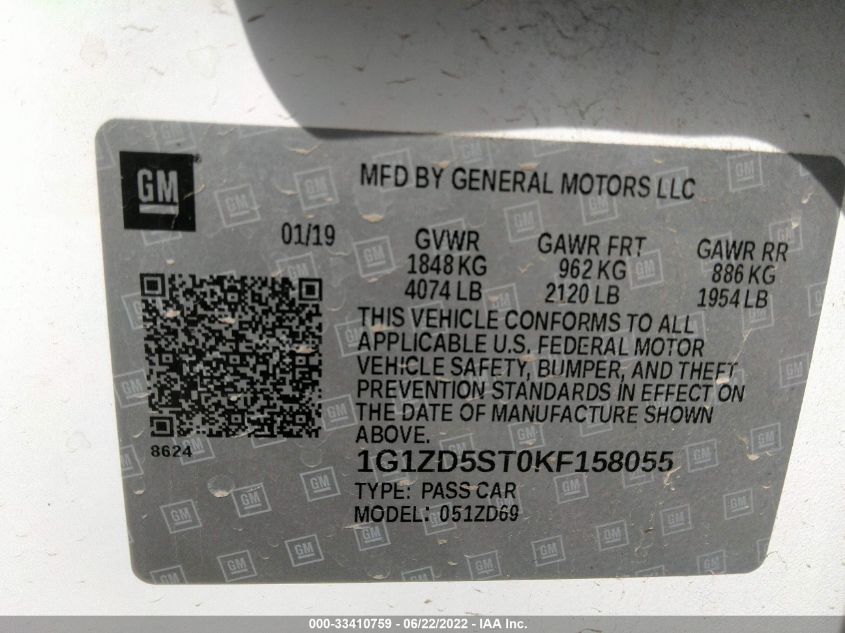 GM
MFD BY GENERAL MOTORS LLC
01/19 GVWR GAWR FRT GAWR RR
1848 KG 962 KG 886 KG
4074 LB 2120 LB 1954 LB
THIS VEHICLE CONFORMS TO ALL
APPLICABLE U.S. FEDERAL MOTOR
VEHICLE SAFETY, BUMPER, AND THEFT
PREVENTION STANDARDS IN EFFECT ON
THE DATE OF MANUFACTURE SHOWN
ABOVE.
8624
1G1ZD5ST0KF158055
TYPE: PASS CAR
MODEL: 051ZD69
000-33410759 - 06/22/2022 - IAA, Inc.